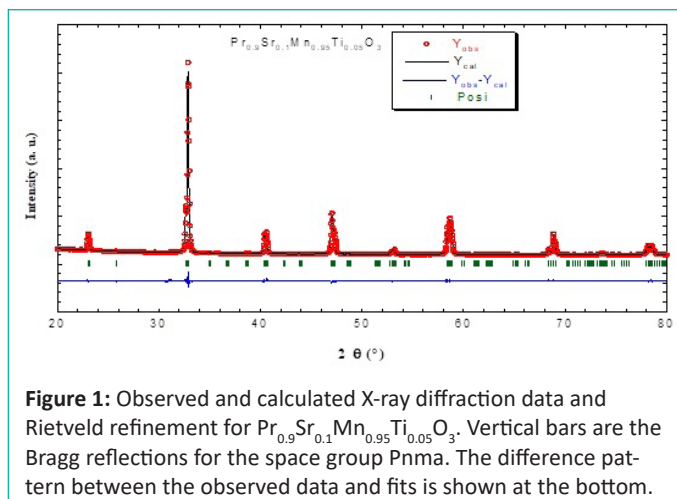 Pr0.9Sr0.1Mn0.95Ti0.05O3
Yobs
Ycal
Yobs-Ycal
Posi
Intensity (a. u.)
20 30 40 50 60 70 80
2 θ (°)
Figure 1: Observed and calculated X-ray diffraction data and
Rietveld refinement for Pr0.9Sr0.1Mn0.95Ti0.05O3. Vertical bars are the
Bragg reflections for the space group Pnma. The difference pat-
tern between the observed data and fits is shown at the bottom.